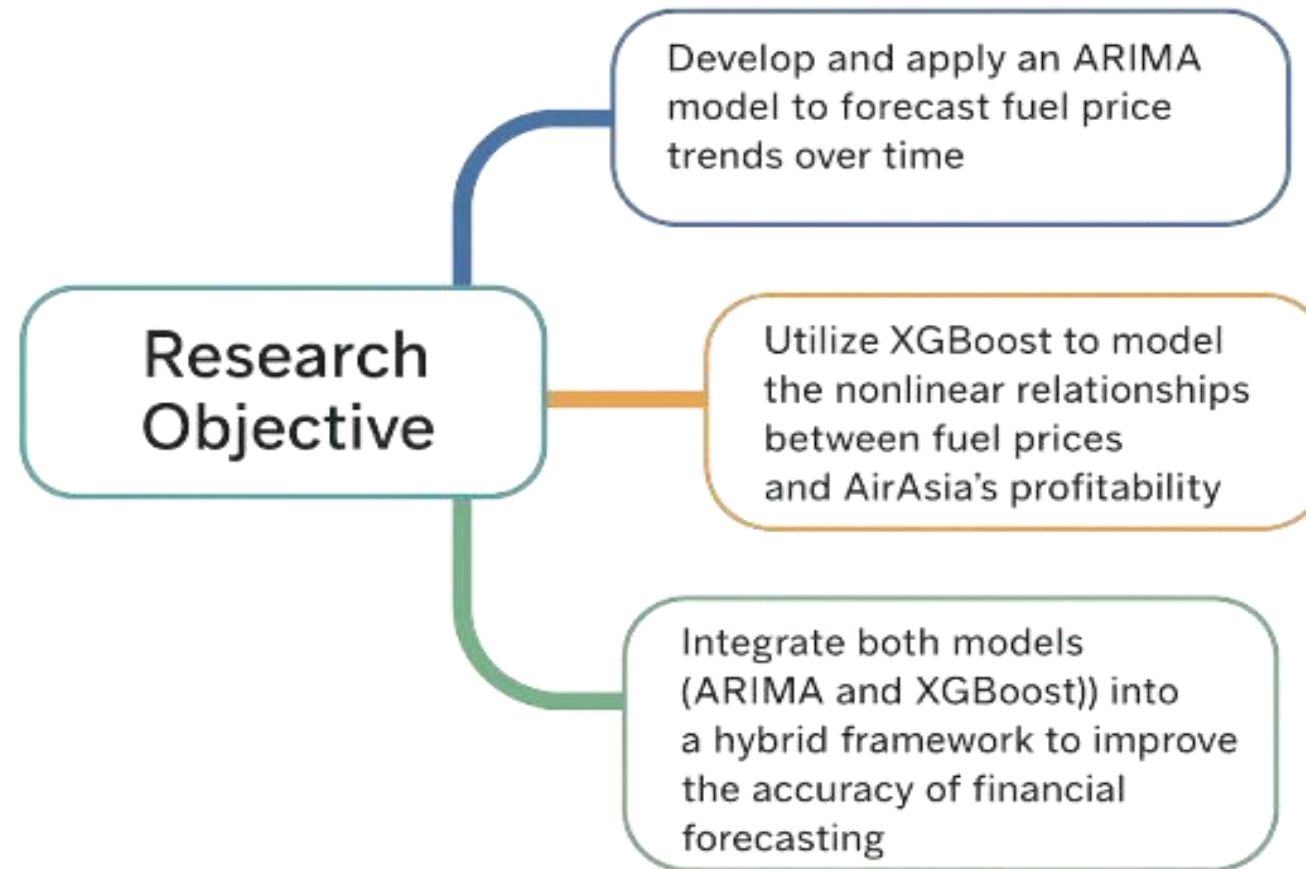 Develop and apply an ARIMA
model to forecast fuel price
trends over time
Research
Objective
Utilize XGBoost to model
the nonlinear relationships
between fuel prices
and AirAsia's profitability
Integrate both models
(ARIMA and XGBoost)) into
a hybrid framework to improve
the accuracy of financial
forecasting